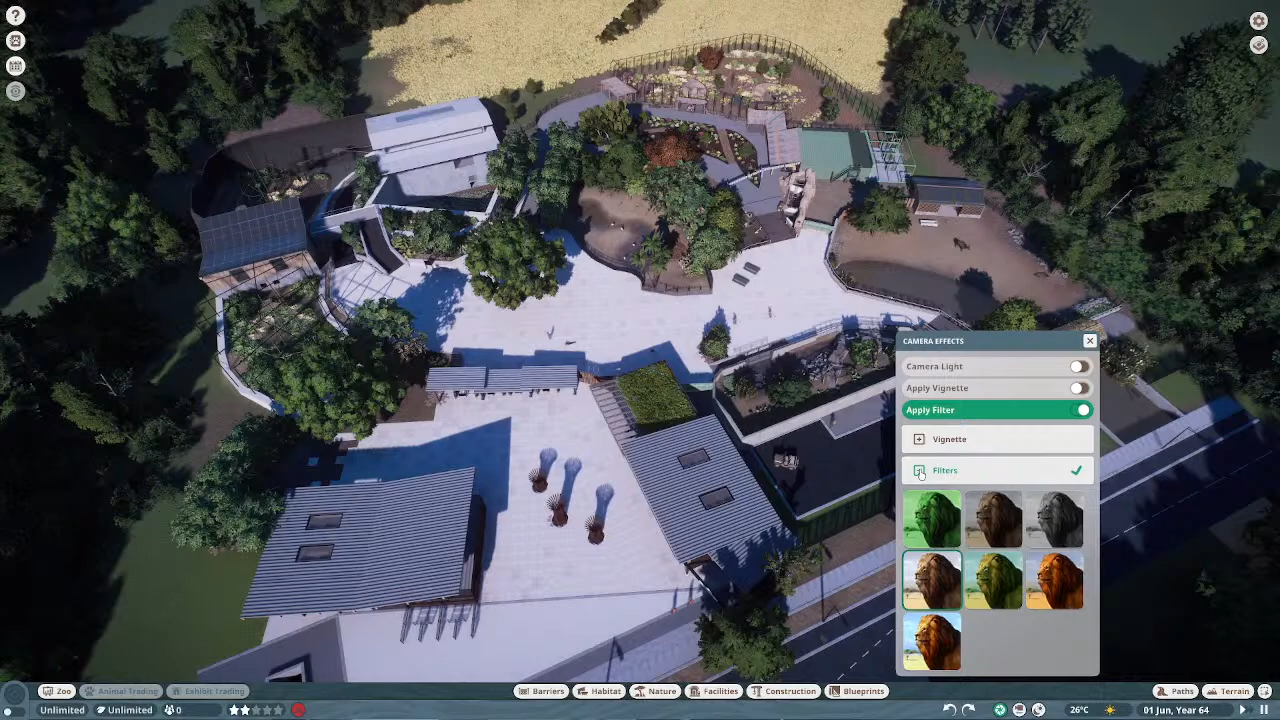 ?
CAMERA EFFECTS
Camera Light
Apply Vignette
Apply Filter
Vignette
Filters
Zoo
Animal Trading
Exhibit Trading
Barriers
Habitat
Nature
Facilities
Construction
Blueprints
Paths
Terrain
Unlimited
Unlimited
0
26°C
01 Jun, Year 64